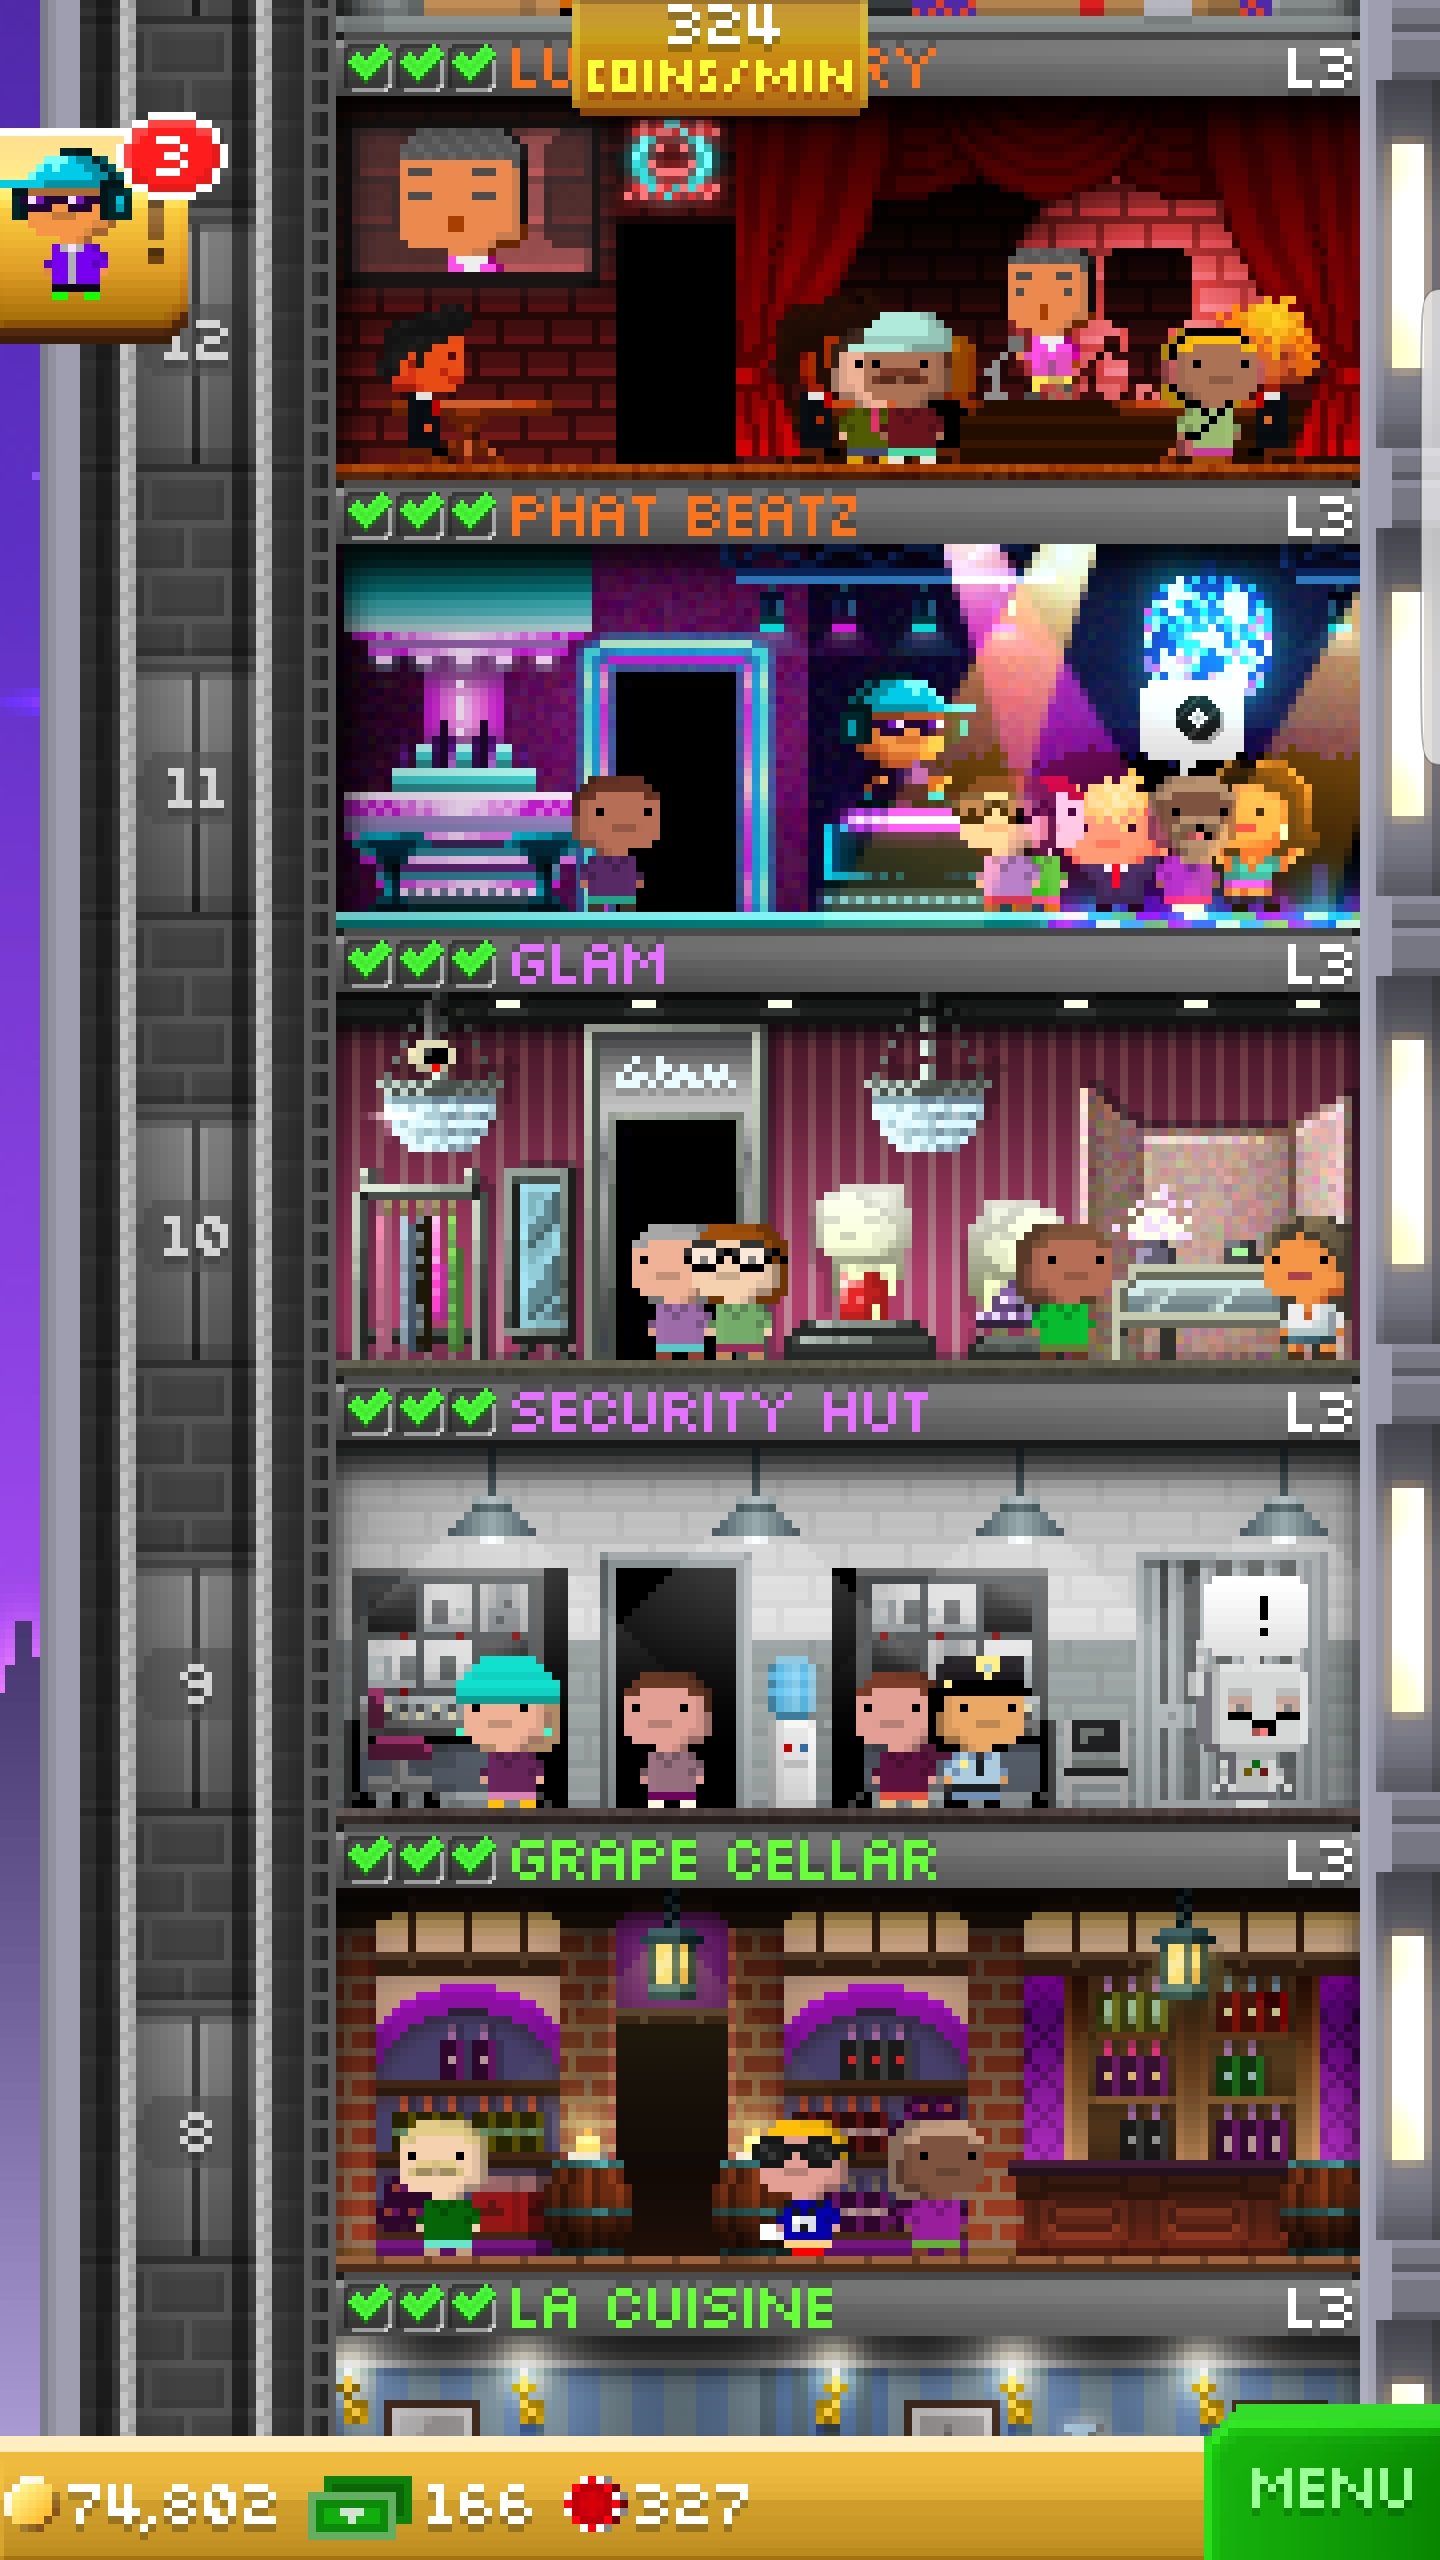 324
COINS/MIN
LU RY L3
3
!
12
PHAT BEATZ L3
11
GLAM L3
Glam
10
SECURITY HUT L3
!
9
GRAPE CELLAR L3
8
LA CUISINE L3
74,802 166 327
MENU